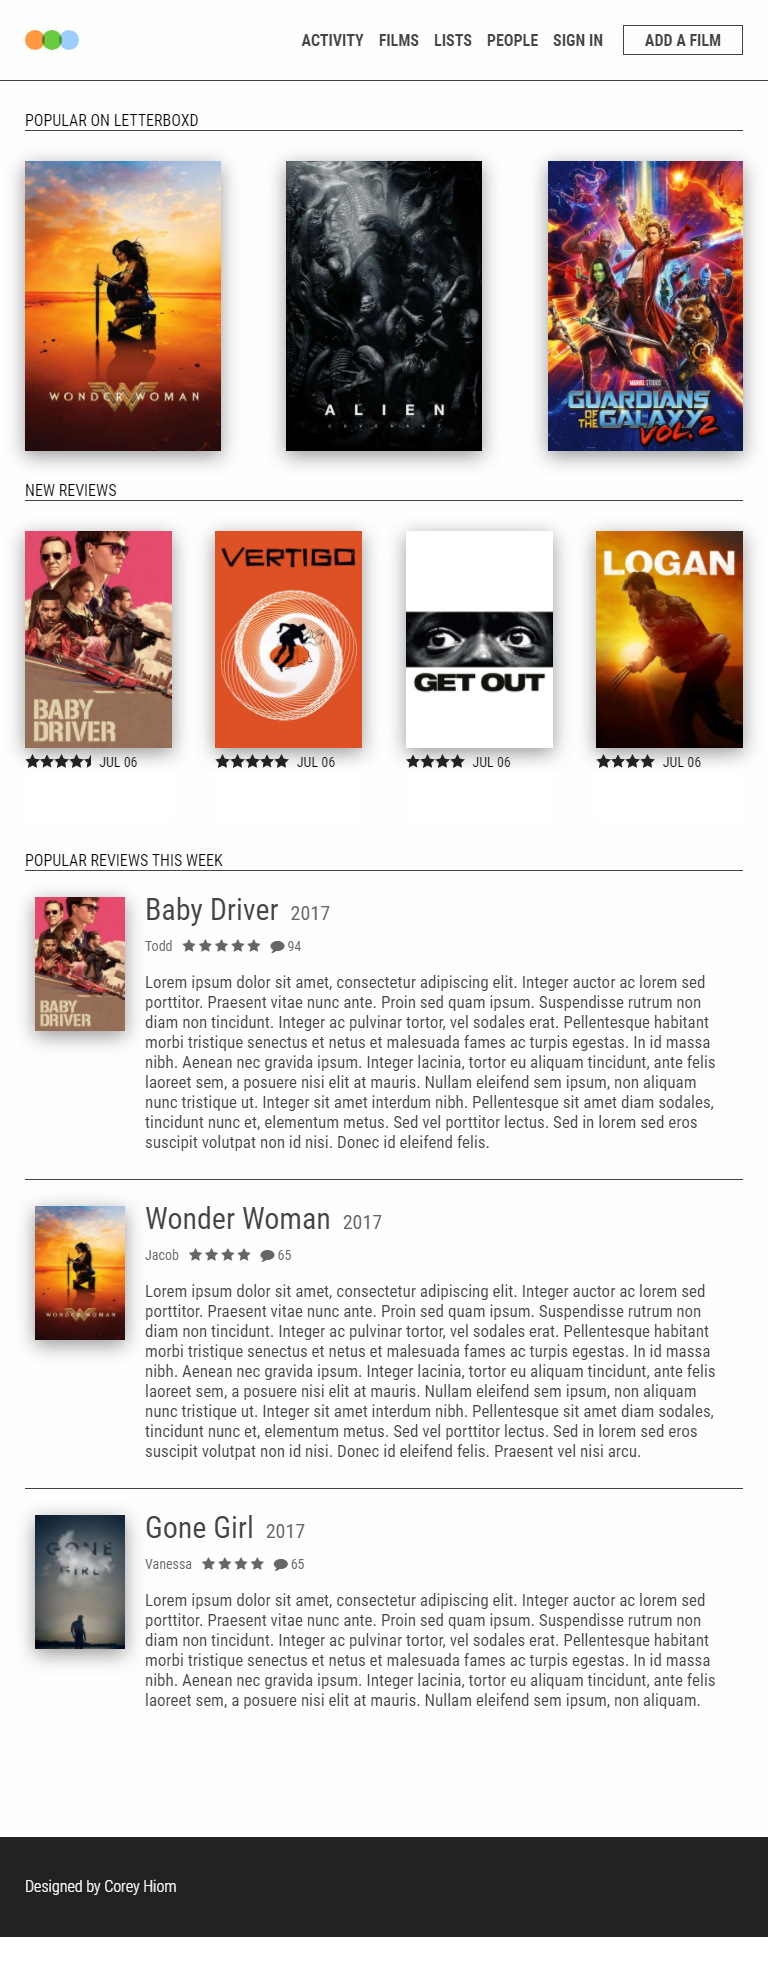 ACTIVITY FILMS LISTS PEOPLE SIGN IN ADD A FILM
POPULAR ON LETTERBOXD
WONDER WOMAN
ALIEN
COVENANT
MARVEL STUDIOS
GUARDIANS
OF THE
GALAXY
VOL. 2
NEW REVIEWS
BABY
DRIVER
VERTIGO
GET OUT
LOGAN
JUL 06
JUL 06
JUL 06
JUL 06
POPULAR REVIEWS THIS WEEK
BABY
DRIVER
Baby Driver 2017
Todd 94
Lorem ipsum dolor sit amet, consectetur adipiscing elit. Integer auctor ac lorem sed
porttitor. Praesent vitae nunc ante. Proin sed quam ipsum. Suspendisse rutrum non
diam non tincidunt. Integer ac pulvinar tortor, vel sodales erat. Pellentesque habitant
morbi tristique senectus et netus et malesuada fames ac turpis egestas. In id massa
nibh. Aenean nec gravida ipsum. Integer lacinia, tortor eu aliquam tincidunt, ante felis
laoreet sem, a posuere nisi elit at mauris. Nullam eleifend sem ipsum, non aliquam
nunc tristique ut. Integer sit amet interdum nibh. Pellentesque sit amet diam sodales,
tincidunt nunc et, elementum metus. Sed vel porttitor lectus. Sed in lorem sed eros
suscipit volutpat non id nisi. Donec id eleifend felis.
WONDER WOMAN
Wonder Woman 2017
Jacob 65
Lorem ipsum dolor sit amet, consectetur adipiscing elit. Integer auctor ac lorem sed
porttitor. Praesent vitae nunc ante. Proin sed quam ipsum. Suspendisse rutrum non
diam non tincidunt. Integer ac pulvinar tortor, vel sodales erat. Pellentesque habitant
morbi tristique senectus et netus et malesuada fames ac turpis egestas. In id massa
nibh. Aenean nec gravida ipsum. Integer lacinia, tortor eu aliquam tincidunt, ante felis
laoreet sem, a posuere nisi elit at mauris. Nullam eleifend sem ipsum, non aliquam
nunc tristique ut. Integer sit amet interdum nibh. Pellentesque sit amet diam sodales,
tincidunt nunc et, elementum metus. Sed vel porttitor lectus. Sed in lorem sed eros
suscipit volutpat non id nisi. Donec id eleifend felis. Praesent vel nisi arcu.
GONE
GIRL
Gone Girl 2017
Vanessa 65
Lorem ipsum dolor sit amet, consectetur adipiscing elit. Integer auctor ac lorem sed
porttitor. Praesent vitae nunc ante. Proin sed quam ipsum. Suspendisse rutrum non
diam non tincidunt. Integer ac pulvinar tortor, vel sodales erat. Pellentesque habitant
morbi tristique senectus et netus et malesuada fames ac turpis egestas. In id massa
nibh. Aenean nec gravida ipsum. Integer lacinia, tortor eu aliquam tincidunt, ante felis
laoreet sem, a posuere nisi elit at mauris. Nullam eleifend sem ipsum, non aliquam.
Designed by Corey Hiom